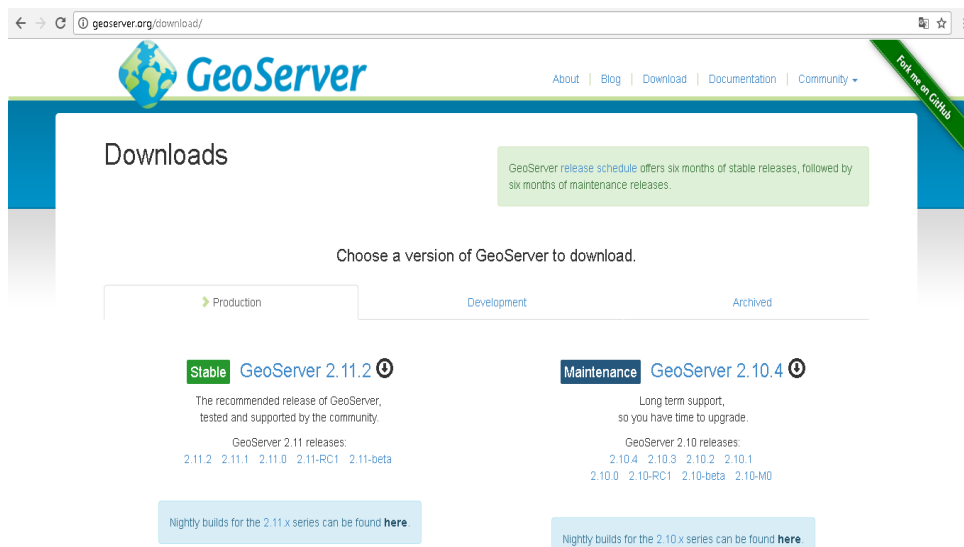 geoserver.org/download/
GeoServer
About | Blog | Download | Documentation | Community
Fork me on GitHub
Downloads
GeoServer release schedule offers six months of stable releases, followed by
six months of maintenance releases.
Choose a version of GeoServer to download.
Production
Development
Archived
Stable GeoServer 2.11.2
The recommended release of GeoServer,
tested and supported by the community.
GeoServer 2.11 releases:
2.11.2 2.11.1 2.11.0 2.11-RC1 2.11-beta
Nightly builds for the 2.11.x series can be found here.
Maintenance GeoServer 2.10.4
Long term support,
so you have time to upgrade.
GeoServer 2.10 releases:
2.10.4 2.10.3 2.10.2 2.10.1
2.10.0 2.10-RC1 2.10-beta 2.10-M0
Nightly builds for the 2.10.x series can be found here.